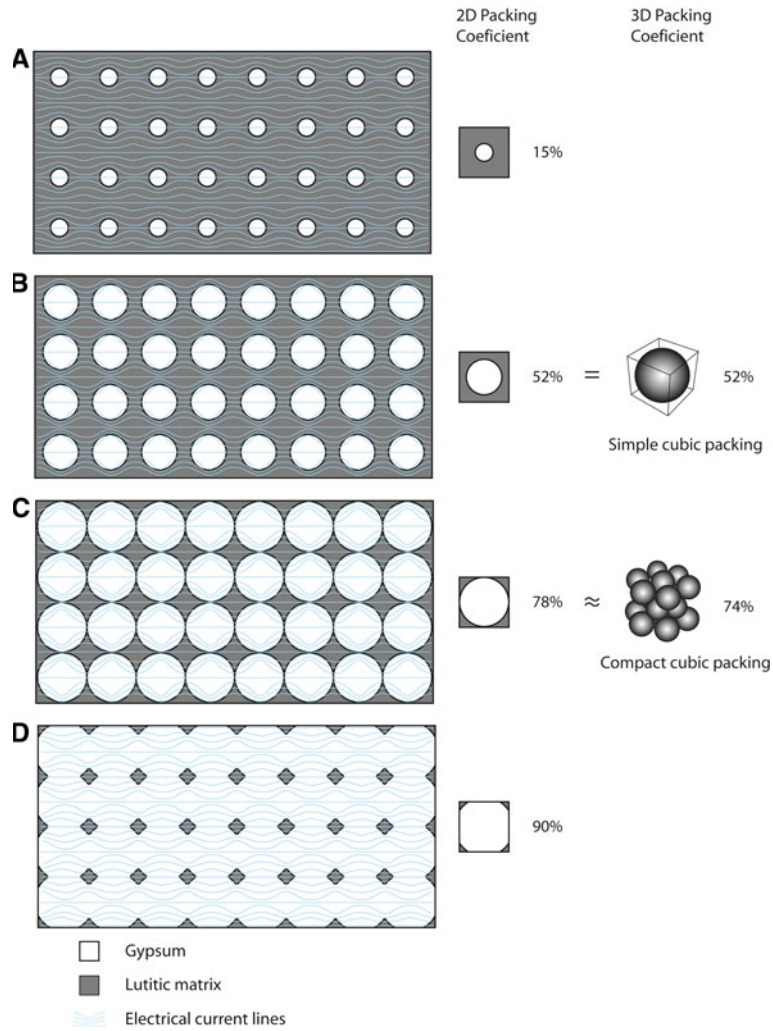 2D Packing
Coeficient
3D Packing
Coeficient
A
15%
B
52%
=
52%
Simple cubic packing
C
78%
≈
74%
Compact cubic packing
D
90%
Gypsum
Lutitic matrix
Electrical current lines